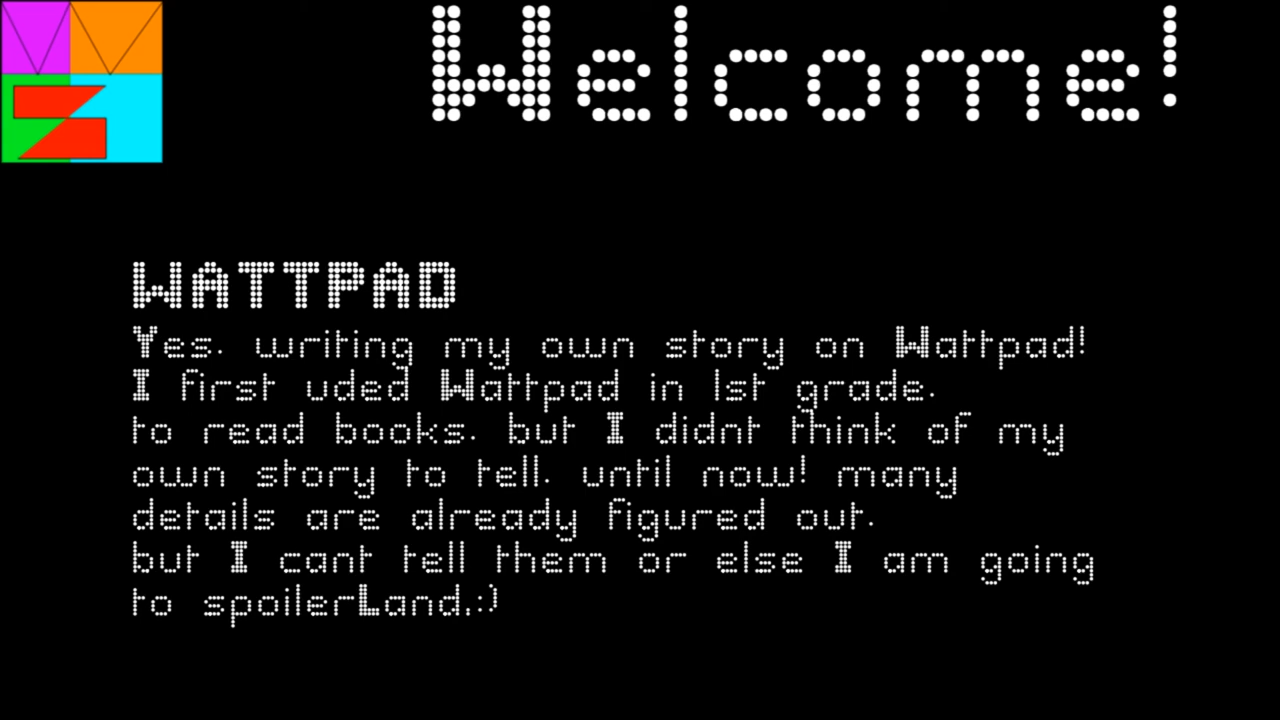 Welcome!
WATTPAD
Yes. writing my own story on Wattpad!
I first uded Wattpad in 1st grade.
to read books. but I didnt think of my
own story to tell. until now! many
details are already figured out.
but I cant tell them or else I am going
to spoilerLand.:)